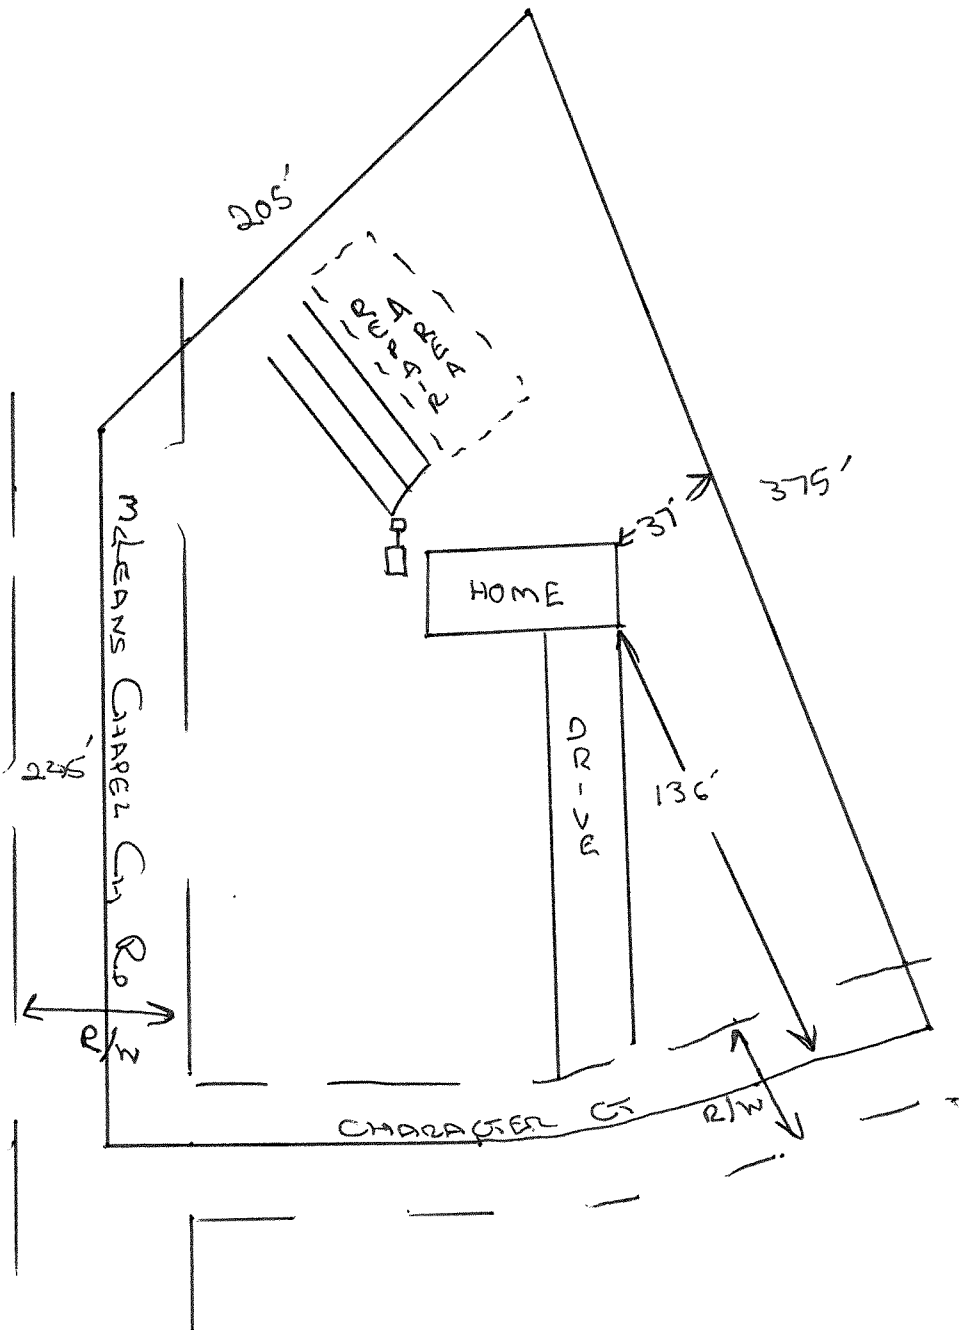 205'
REPAIR
AREA
375'
37'
HOME
McLEANS CHAPEL CH RD
DRIVE
136'
R/W
CHARACTER CT
R/W